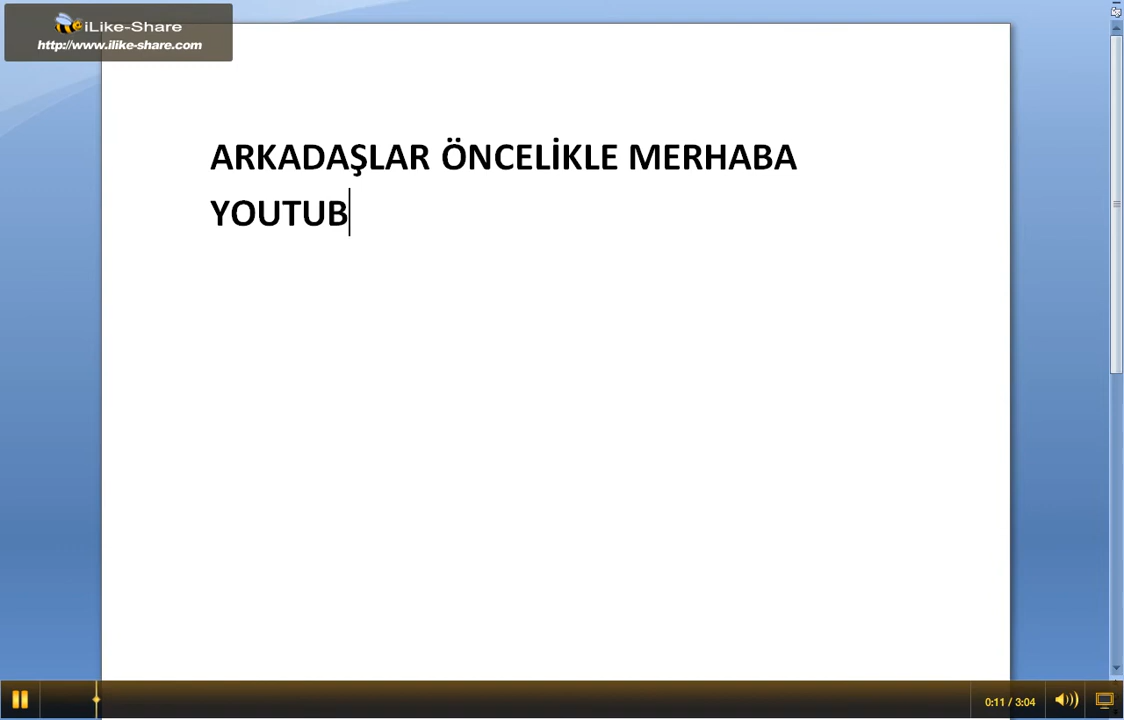 iLike-Share
http://www.ilike-share.com
ARKADAŞLAR ÖNCELİKLE MERHABA
YOUTUB
0:11 / 3:04